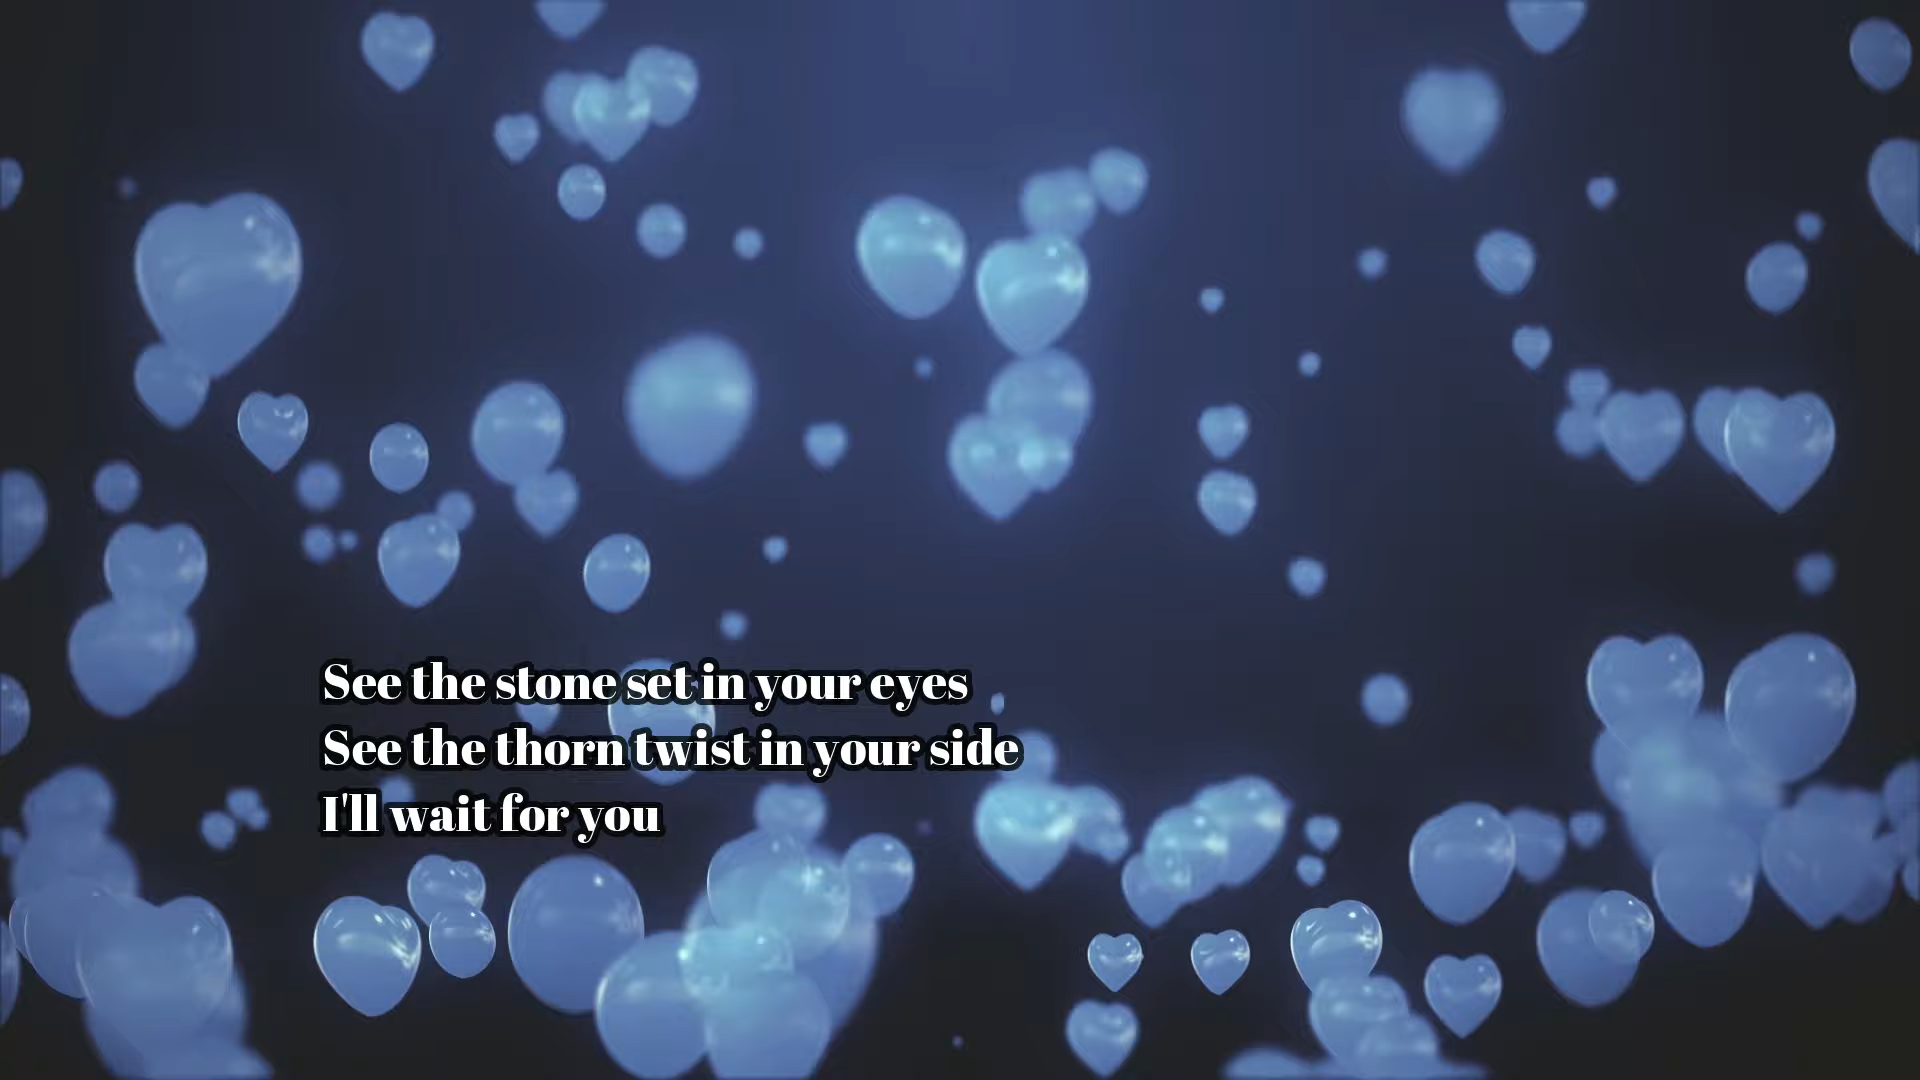 See the stone set in your eyes
See the thorn twist in your side
I'll wait for you